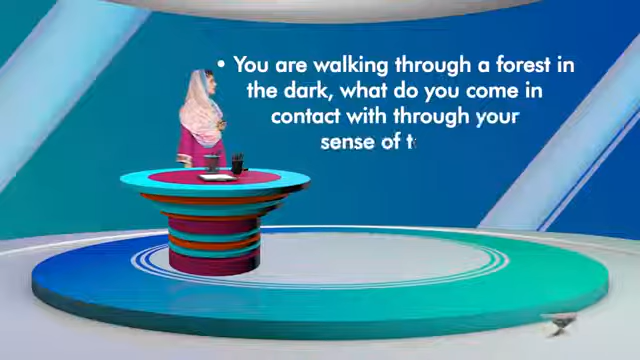 • You are walking through a forest in
the dark, what do you come in
contact with through your
sense of t